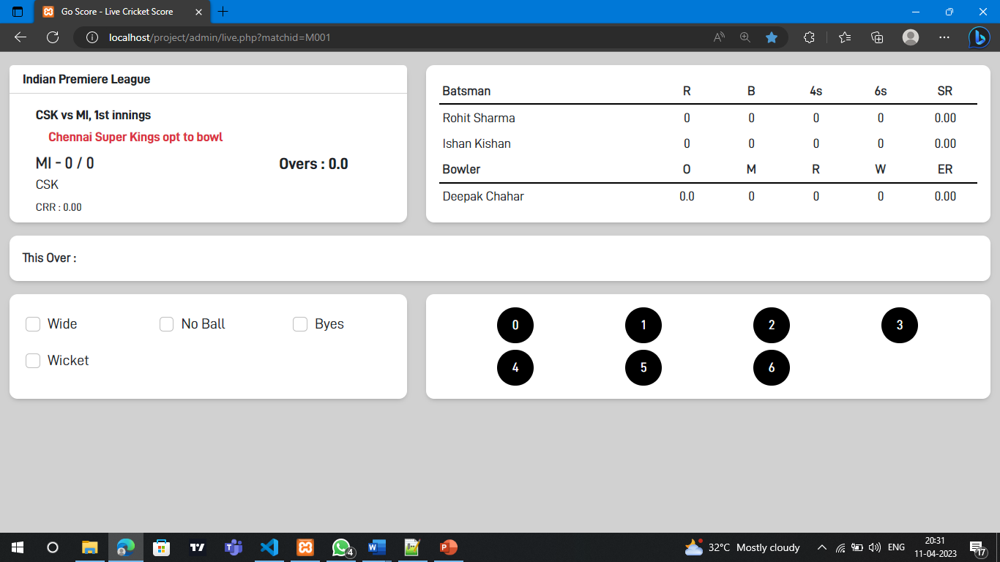 Go Score - Live Cricket Score
localhost/project/admin/live.php?matchid=M001
Indian Premiere League
CSK vs MI, 1st innings
Chennai Super Kings opt to bowl
MI - 0 / 0 Overs : 0.0
CSK
CRR : 0.00
Batsman R B 4s 6s SR
Rohit Sharma 0 0 0 0 0.00
Ishan Kishan 0 0 0 0 0.00
Bowler O M R W ER
Deepak Chahar 0.0 0 0 0 0.00
This Over :
Wide No Ball Byes
Wicket
0 1 2 3
4 5 6
4
32°C Mostly cloudy
ENG
20:31
11-04-2023
17